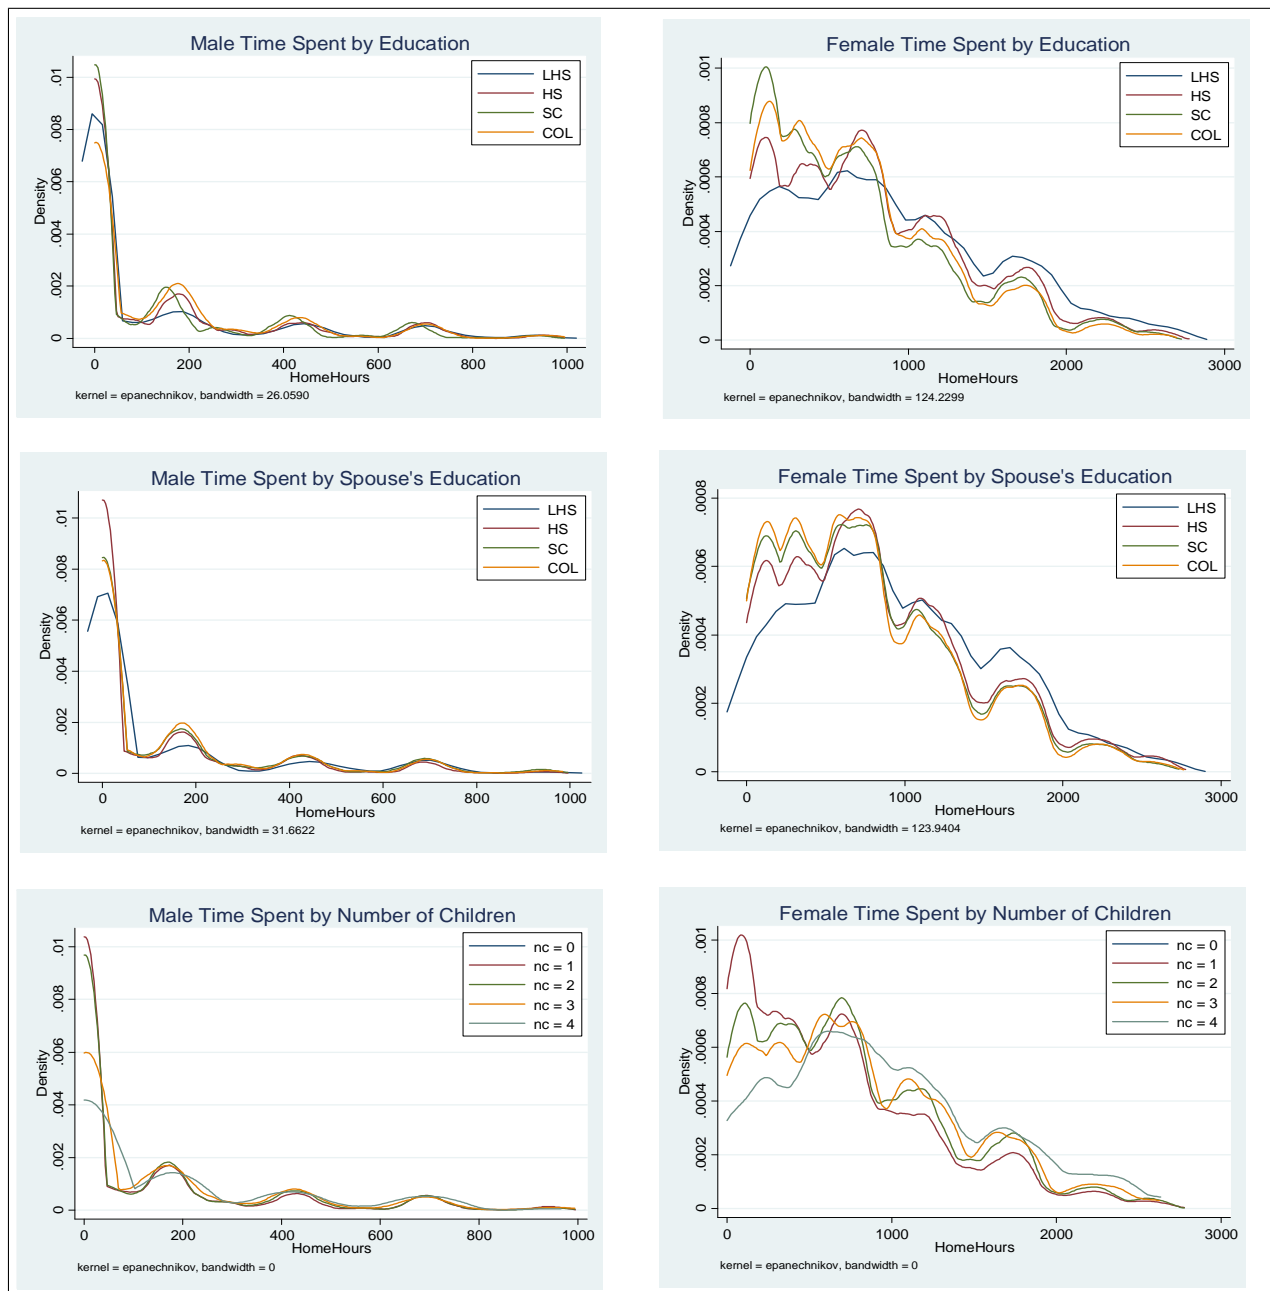 Male Time Spent by Education
LHS
HS
SC
COL
Density
0
.002
.004
.006
.008
.01
0 200 400 600 800 1000
HomeHours
kernel = epanechnikov, bandwidth = 26.0590
Female Time Spent by Education
LHS
HS
SC
COL
Density
0
.0002
.0004
.0006
.0008
.001
0 1000 2000 3000
HomeHours
kernel = epanechnikov, bandwidth = 124.2299
Male Time Spent by Spouse's Education
LHS
HS
SC
COL
Density
0
.002
.004
.006
.008
.01
0 200 400 600 800 1000
HomeHours
kernel = epanechnikov, bandwidth = 31.6622
Female Time Spent by Spouse's Education
LHS
HS
SC
COL
Density
0
.0002
.0004
.0006
.0008
0 1000 2000 3000
HomeHours
kernel = epanechnikov, bandwidth = 123.9404
Male Time Spent by Number of Children
nc = 0
nc = 1
nc = 2
nc = 3
nc = 4
Density
0
.002
.004
.006
.008
.01
0 200 400 600 800 1000
HomeHours
kernel = epanechnikov, bandwidth = 0
Female Time Spent by Number of Children
nc = 0
nc = 1
nc = 2
nc = 3
nc = 4
Density
0
.0002
.0004
.0006
.0008
.001
0 1000 2000 3000
HomeHours
kernel = epanechnikov, bandwidth = 0